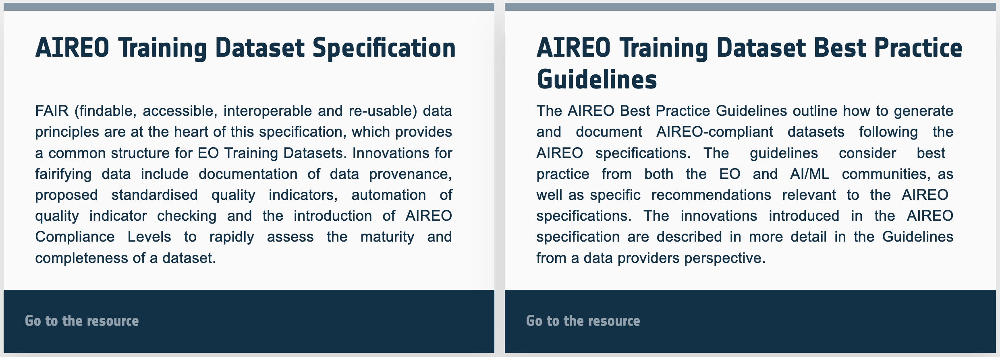 AIREO Training Dataset Specification
FAIR (findable, accessible, interoperable and re-usable) data
principles are at the heart of this specification, which provides
a common structure for EO Training Datasets. Innovations for
fairifying data include documentation of data provenance,
proposed standardised quality indicators, automation of
quality indicator checking and the introduction of AIREO
Compliance Levels to rapidly assess the maturity and
completeness of a dataset.
Go to the resource
AIREO Training Dataset Best Practice
Guidelines
The AIREO Best Practice Guidelines outline how to generate
and document AIREO-compliant datasets following the
AIREO specifications. The guidelines consider best
practice from both the EO and AI/ML communities, as
well as specific recommendations relevant to the AIREO
specifications. The innovations introduced in the AIREO
specification are described in more detail in the Guidelines
from a data providers perspective.
Go to the resource